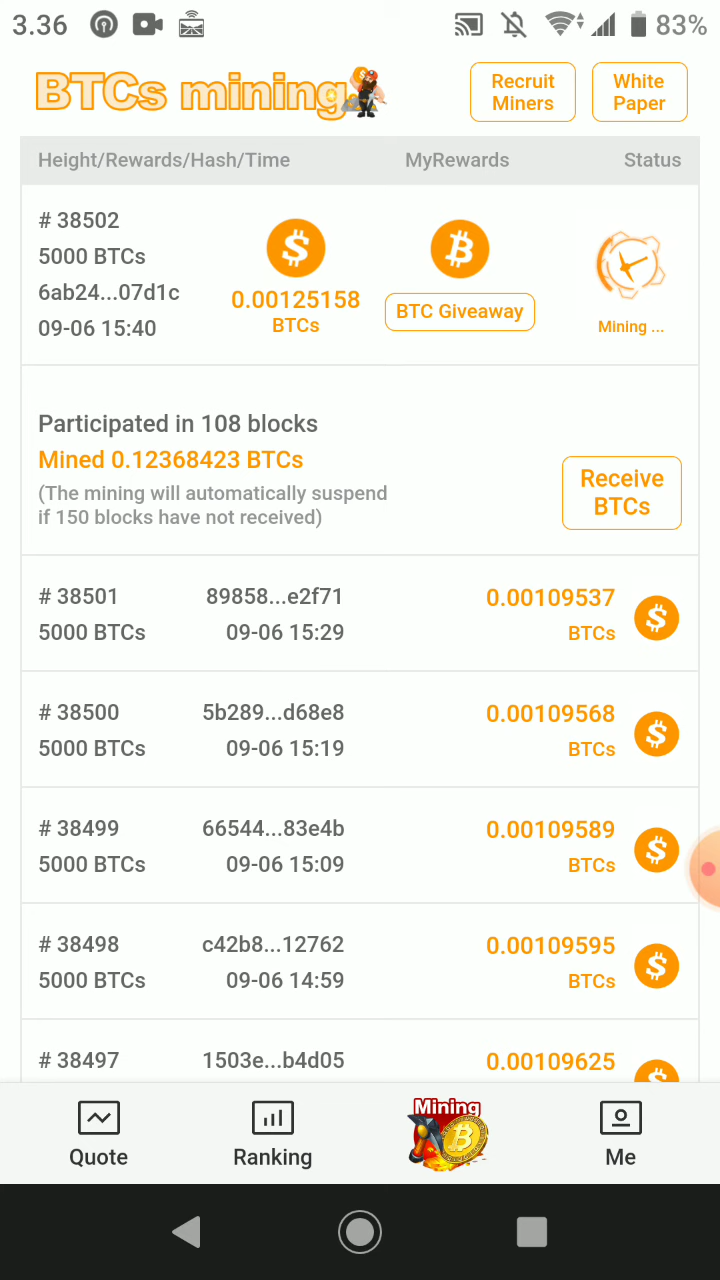 3.36
83%
BTCs mining
Recruit
Miners
White
Paper
Height/Rewards/Hash/Time MyRewards Status
# 38502
5000 BTCs
6ab24...07d1c
09-06 15:40
0.00125158
BTCs
BTC Giveaway
Mining ...
Participated in 108 blocks
Mined 0.12368423 BTCs
(The mining will automatically suspend
if 150 blocks have not received)
Receive
BTCs
# 38501 89858...e2f71 0.00109537
5000 BTCs 09-06 15:29 BTCs
# 38500 5b289...d68e8 0.00109568
5000 BTCs 09-06 15:19 BTCs
# 38499 66544...83e4b 0.00109589
5000 BTCs 09-06 15:09 BTCs
# 38498 c42b8...12762 0.00109595
5000 BTCs 09-06 14:59 BTCs
# 38497 1503e...b4d05 0.00109625
Mining
Quote Ranking Me